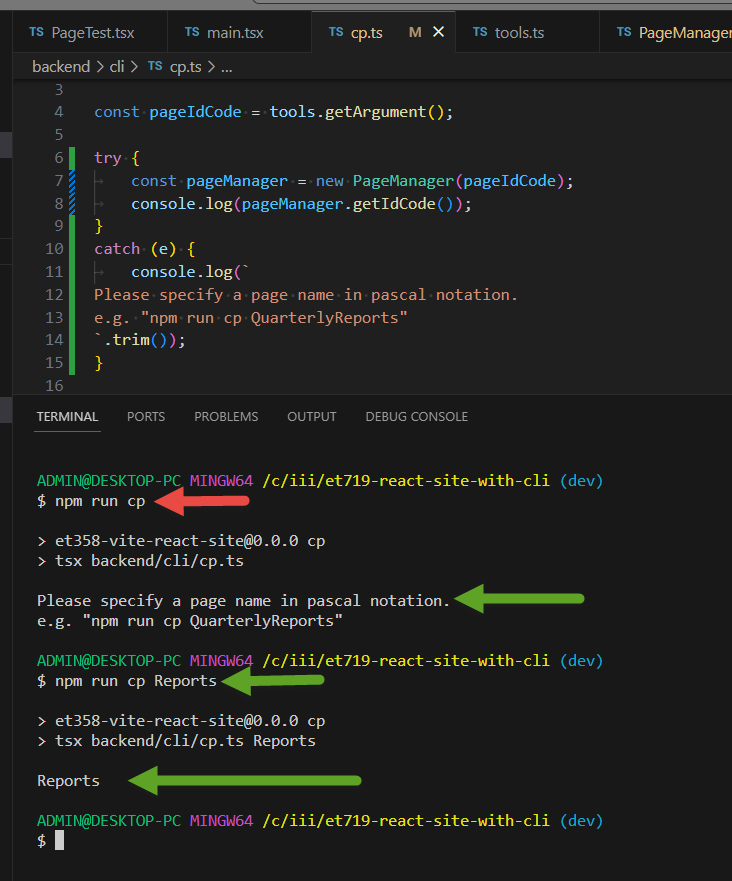 TS PageTest.tsx TS main.tsx TS cp.ts M TS tools.ts TS PageManager
backend > cli > TS cp.ts > ...
3
4 const pageIdCode = tools.getArgument();
5
6 try {
7 const pageManager = new PageManager(pageIdCode);
8 console.log(pageManager.getIdCode());
9 }
10 catch (e) {
11 console.log(`
12 Please specify a page name in pascal notation.
13 e.g. "npm run cp QuarterlyReports"
14 `.trim());
15 }
16
TERMINAL PORTS PROBLEMS OUTPUT DEBUG CONSOLE
ADMIN@DESKTOP-PC MINGW64 /c/iii/et719-react-site-with-cli (dev)
$ npm run cp
> et358-vite-react-site@0.0.0 cp
> tsx backend/cli/cp.ts
Please specify a page name in pascal notation.
e.g. "npm run cp QuarterlyReports"
ADMIN@DESKTOP-PC MINGW64 /c/iii/et719-react-site-with-cli (dev)
$ npm run cp Reports
> et358-vite-react-site@0.0.0 cp
> tsx backend/cli/cp.ts Reports
Reports
ADMIN@DESKTOP-PC MINGW64 /c/iii/et719-react-site-with-cli (dev)
$